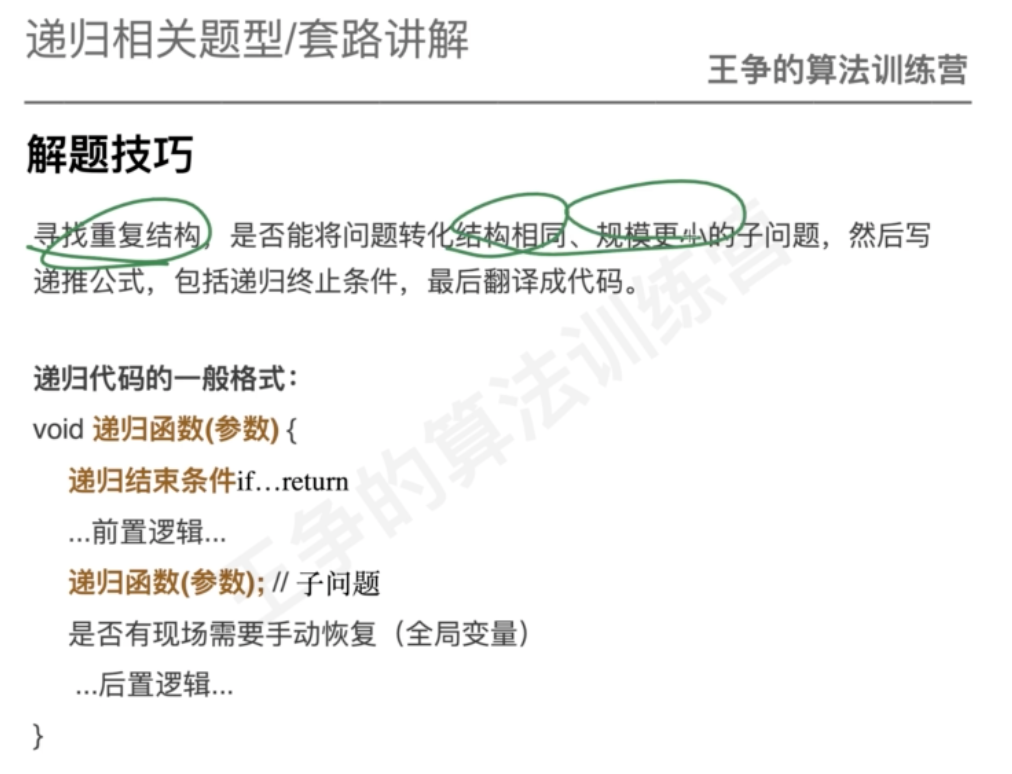 递归相关题型/套路讲解
王争的算法训练营
解题技巧
寻找重复结构，是否能将问题转化结构相同、规模更小的子问题，然后写
递推公式，包括递归终止条件，最后翻译成代码。
递归代码的一般格式：
void 递归函数(参数) {
递归结束条件if…return
...前置逻辑...
递归函数(参数); // 子问题
是否有现场需要手动恢复（全局变量）
...后置逻辑...
}
王争的算法训练营